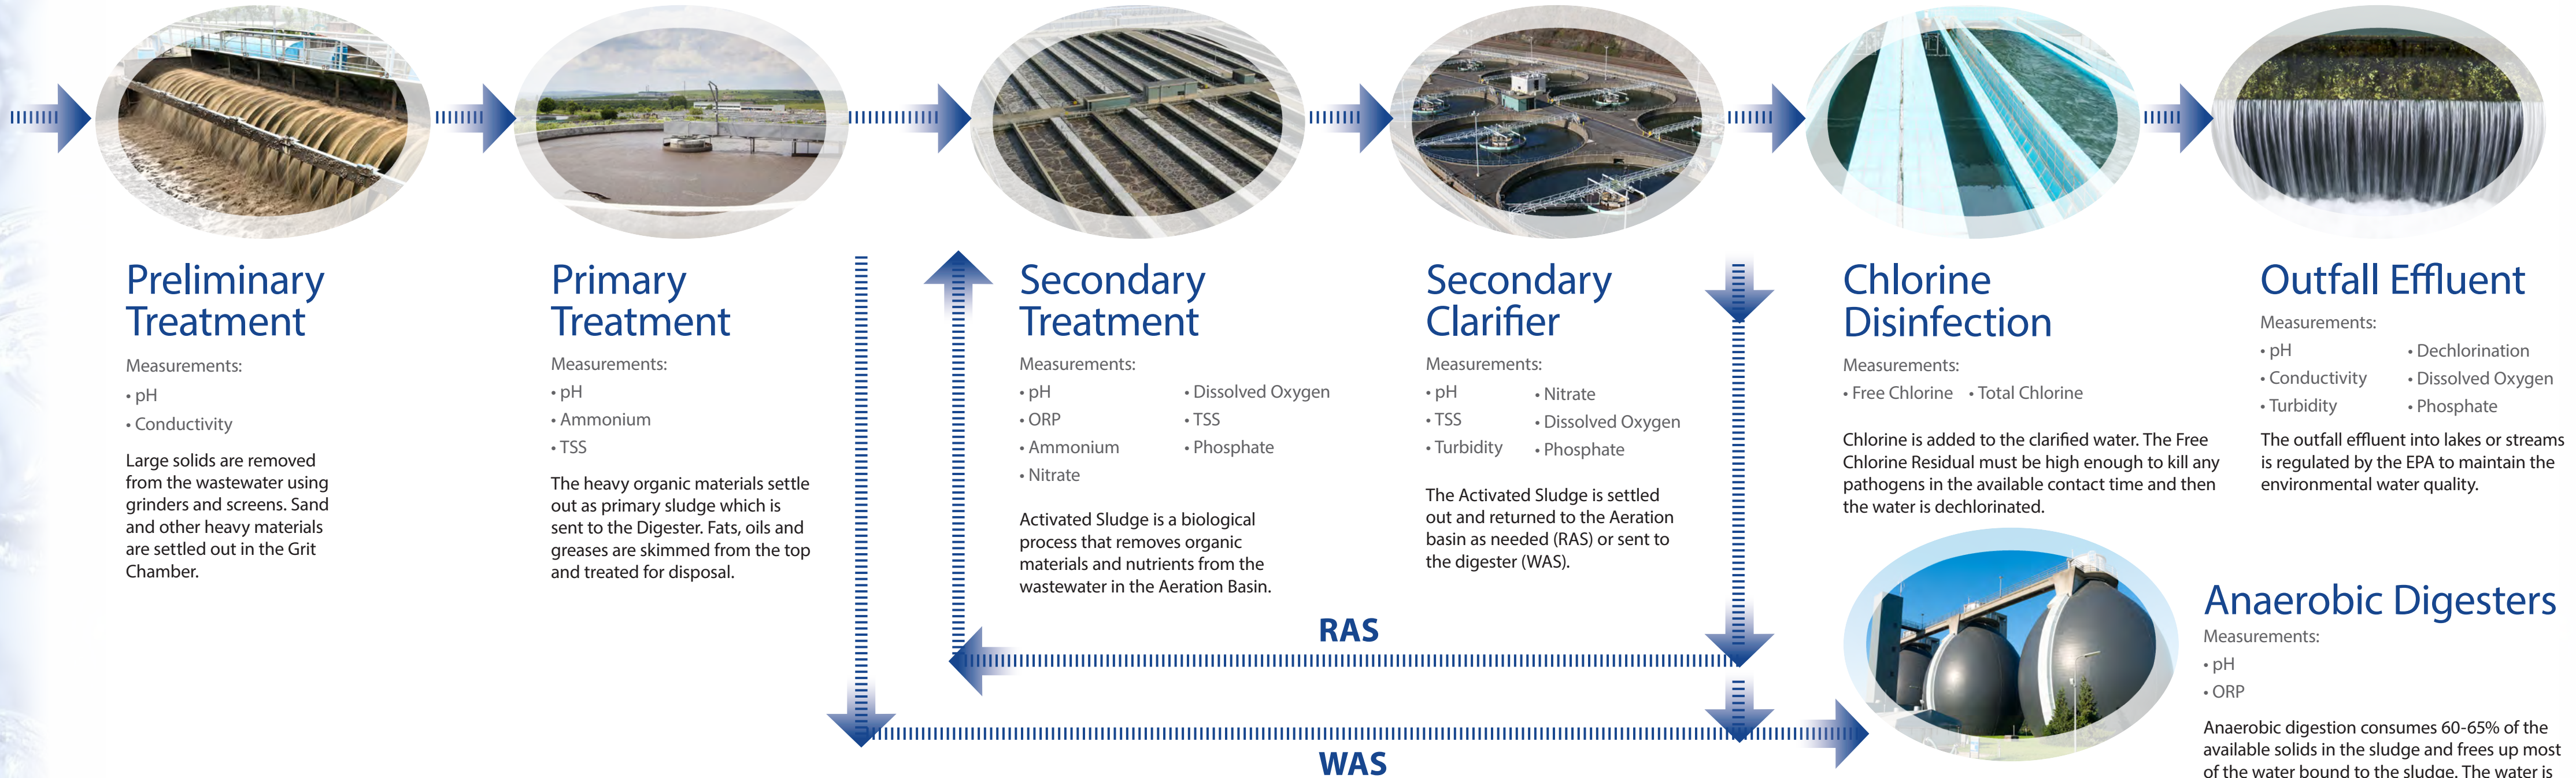 Preliminary
Treatment
Measurements:
• pH
• Conductivity
Large solids are removed
from the wastewater using
grinders and screens. Sand
and other heavy materials
are settled out in the Grit
Chamber.
Primary
Treatment
Measurements:
• pH
• Ammonium
• TSS
The heavy organic materials settle
out as primary sludge which is
sent to the Digester. Fats, oils and
greases are skimmed from the top
and treated for disposal.
Secondary
Treatment
Measurements:
• pH
• ORP
• Ammonium
• Nitrate
• Dissolved Oxygen
• TSS
• Phosphate
Activated Sludge is a biological
process that removes organic
materials and nutrients from the
wastewater in the Aeration Basin.
Secondary
Clarifier
Measurements:
• pH
• TSS
• Turbidity
• Nitrate
• Dissolved Oxygen
• Phosphate
The Activated Sludge is settled
out and returned to the Aeration
basin as needed (RAS) or sent to
the digester (WAS).
RAS
WAS
Chlorine
Disinfection
Measurements:
• Free Chlorine • Total Chlorine
Chlorine is added to the clarified water. The Free
Chlorine Residual must be high enough to kill any
pathogens in the available contact time and then
the water is dechlorinated.
Outfall Effluent
Measurements:
• pH
• Conductivity
• Turbidity
• Dechlorination
• Dissolved Oxygen
• Phosphate
The outfall effluent into lakes or streams
is regulated by the EPA to maintain the
environmental water quality.
Anaerobic Digesters
Measurements:
• pH
• ORP
Anaerobic digestion consumes 60-65% of the
available solids in the sludge and frees up most
of the water bound to the sludge. The water is